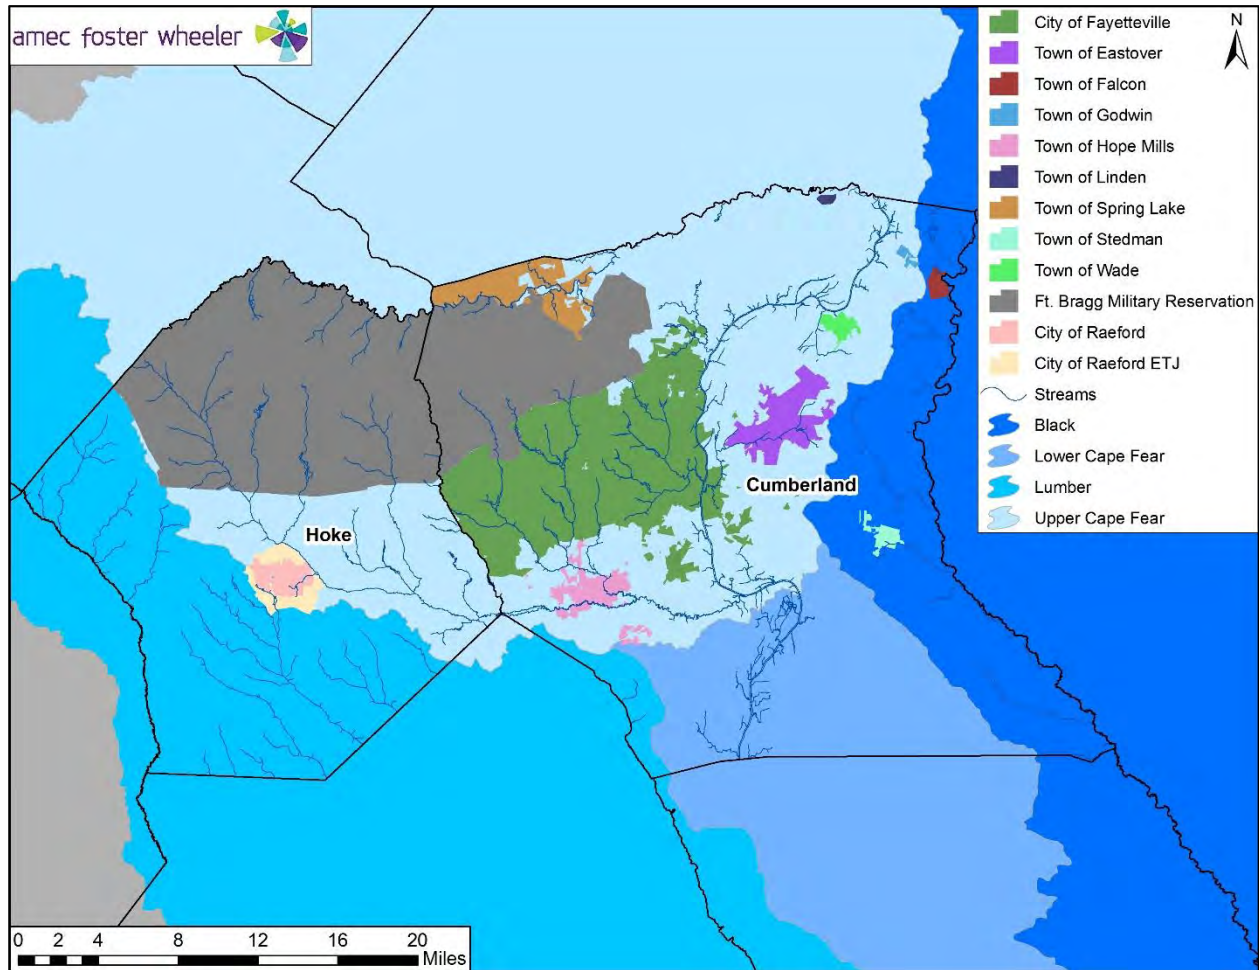 amec foster wheeler
City of Fayetteville
Town of Eastover
Town of Falcon
Town of Godwin
Town of Hope Mills
Town of Linden
Town of Spring Lake
Town of Stedman
Town of Wade
Ft. Bragg Military Reservation
City of Raeford
City of Raeford ETJ
Streams
Black
Lower Cape Fear
Lumber
Upper Cape Fear
N
Cumberland
Hoke
0 2 4 8 12 16 20
Miles